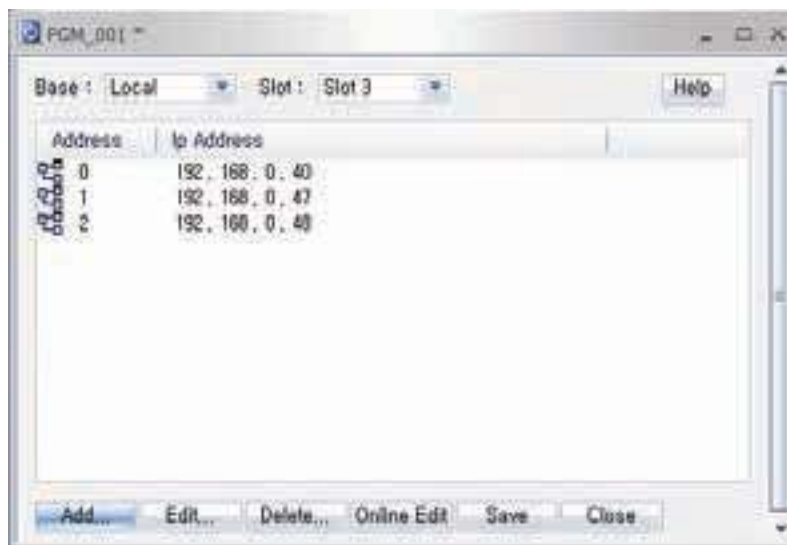 PGM_001 *
Base : Local Slot : Slot 3 Help
Address Ip Address
0 192 . 168 . 0 . 40
1 192 . 168 . 0 . 47
2 192 . 168 . 0 . 48
Add... Edit... Delete... Online Edit Save Close